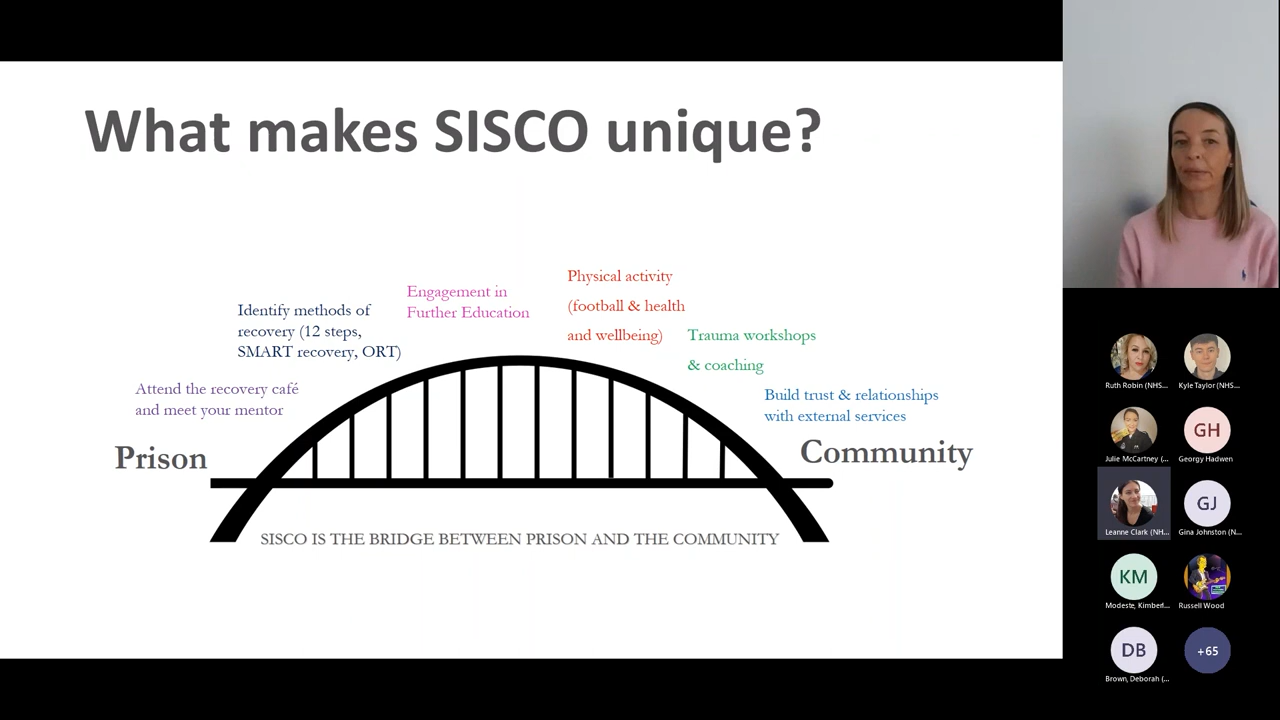 What makes SISCO unique?
Physical activity
(football & health
and wellbeing)
Engagement in
Further Education
Identify methods of
recovery (12 steps,
SMART recovery, ORT)
Trauma workshops
& coaching
Attend the recovery café
and meet your mentor
Build trust & relationships
with external services
Prison
Community
SISCO IS THE BRIDGE BETWEEN PRISON AND THE COMMUNITY
Ruth Robin (NHS...
Kyle Taylor (NHS...
Julie McCartney (...
GH
Georgy Hadwen
Leanne Clark (NH...
GJ
Gina Johnston (N...
KM
Modeste, Kimberl...
Russell Wood
DB
Brown, Deborah (...
+65